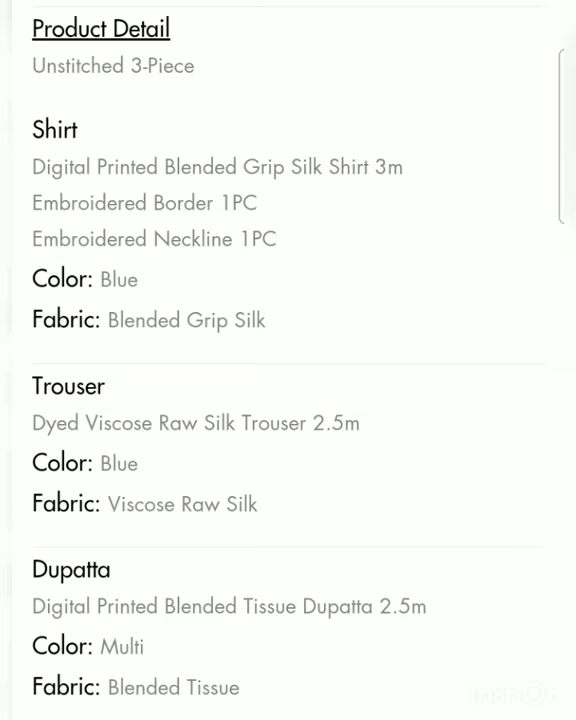 Product Detail
Unstitched 3-Piece
Shirt
Digital Printed Blended Grip Silk Shirt 3m
Embroidered Border 1PC
Embroidered Neckline 1PC
Color: Blue
Fabric: Blended Grip Silk
Trouser
Dyed Viscose Raw Silk Trouser 2.5m
Color: Blue
Fabric: Viscose Raw Silk
Dupatta
Digital Printed Blended Tissue Dupatta 2.5m
Color: Multi
Fabric: Blended Tissue